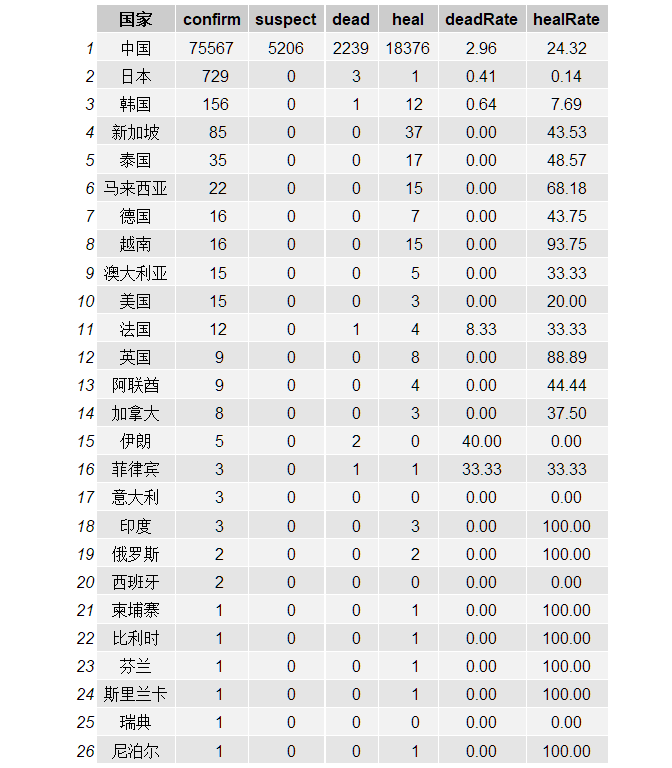 国家 confirm suspect dead heal deadRate healRate
1 中国 75567 5206 2239 18376 2.96 24.32
2 日本 729 0 3 1 0.41 0.14
3 韩国 156 0 1 12 0.64 7.69
4 新加坡 85 0 0 37 0.00 43.53
5 泰国 35 0 0 17 0.00 48.57
6 马来西亚 22 0 0 15 0.00 68.18
7 德国 16 0 0 7 0.00 43.75
8 越南 16 0 0 15 0.00 93.75
9 澳大利亚 15 0 0 5 0.00 33.33
10 美国 15 0 0 3 0.00 20.00
11 法国 12 0 1 4 8.33 33.33
12 英国 9 0 0 8 0.00 88.89
13 阿联酋 9 0 0 4 0.00 44.44
14 加拿大 8 0 0 3 0.00 37.50
15 伊朗 5 0 2 0 40.00 0.00
16 菲律宾 3 0 1 1 33.33 33.33
17 意大利 3 0 0 0 0.00 0.00
18 印度 3 0 0 3 0.00 100.00
19 俄罗斯 2 0 0 2 0.00 100.00
20 西班牙 2 0 0 0 0.00 0.00
21 柬埔寨 1 0 0 1 0.00 100.00
22 比利时 1 0 0 1 0.00 100.00
23 芬兰 1 0 0 1 0.00 100.00
24 斯里兰卡 1 0 0 1 0.00 100.00
25 瑞典 1 0 0 0 0.00 0.00
26 尼泊尔 1 0 0 1 0.00 100.00